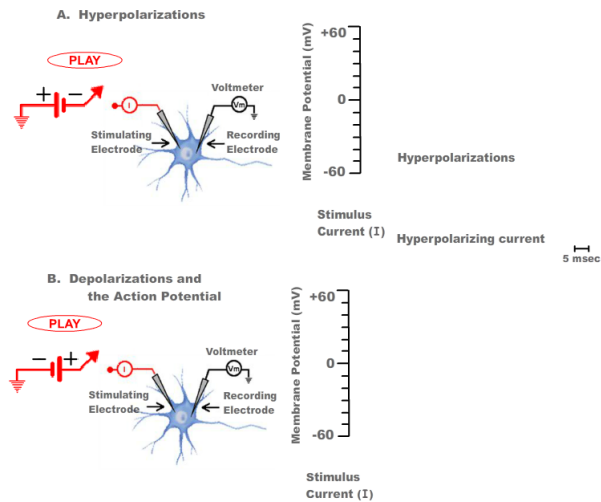 A. Hyperpolarizations
PLAY
+ −
I
Voltmeter
Vm
Stimulating
Electrode
Recording
Electrode
Membrane Potential (mV)
+60
0
-60
Hyperpolarizations
Stimulus
Current (I)
Hyperpolarizing current
5 msec
B. Depolarizations and
the Action Potential
PLAY
− +
I
Voltmeter
Vm
Stimulating
Electrode
Recording
Electrode
Membrane Potential (mV)
+60
0
-60
Stimulus
Current (I)